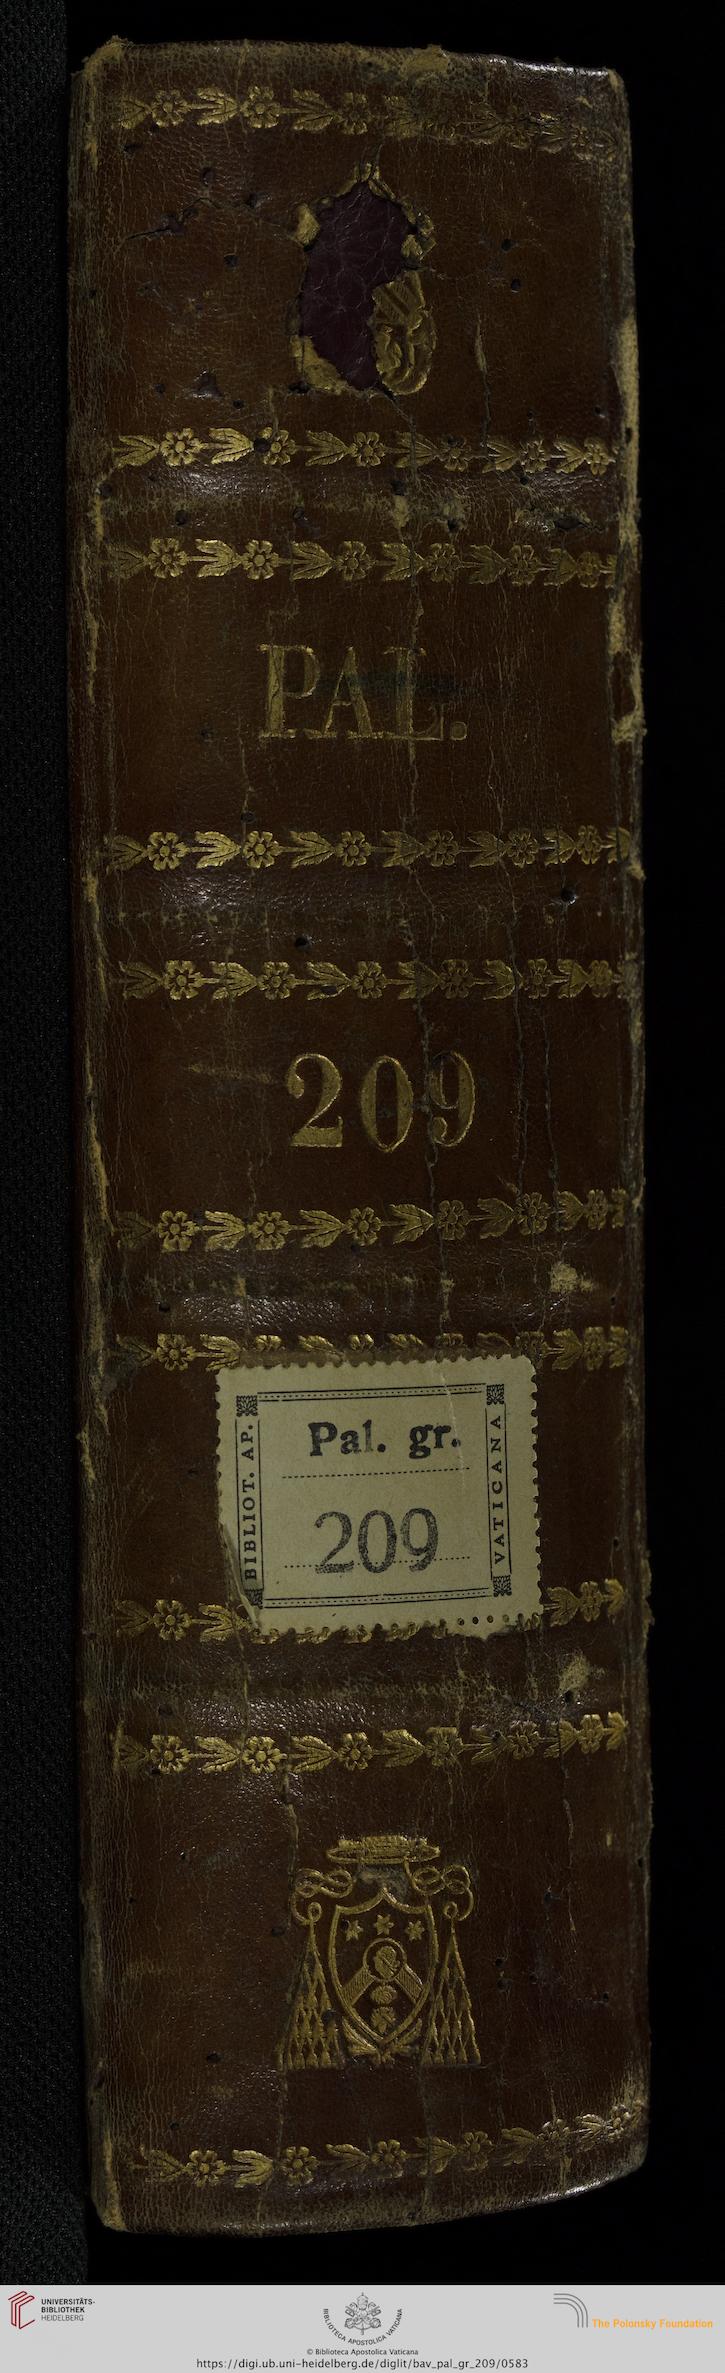 PAL.
209
BIBLIOT. AP.
Pal. gr.
209
VATICANA
UNIVERSITÄTS-
BIBLIOTHEK
HEIDELBERG
BIBLIOTECA APOSTOLICA VATICANA
The Polonsky Foundation
© Biblioteca Apostolica Vaticana
https://digi.ub.uni-heidelberg.de/diglit/bav_pal_gr_209/0583